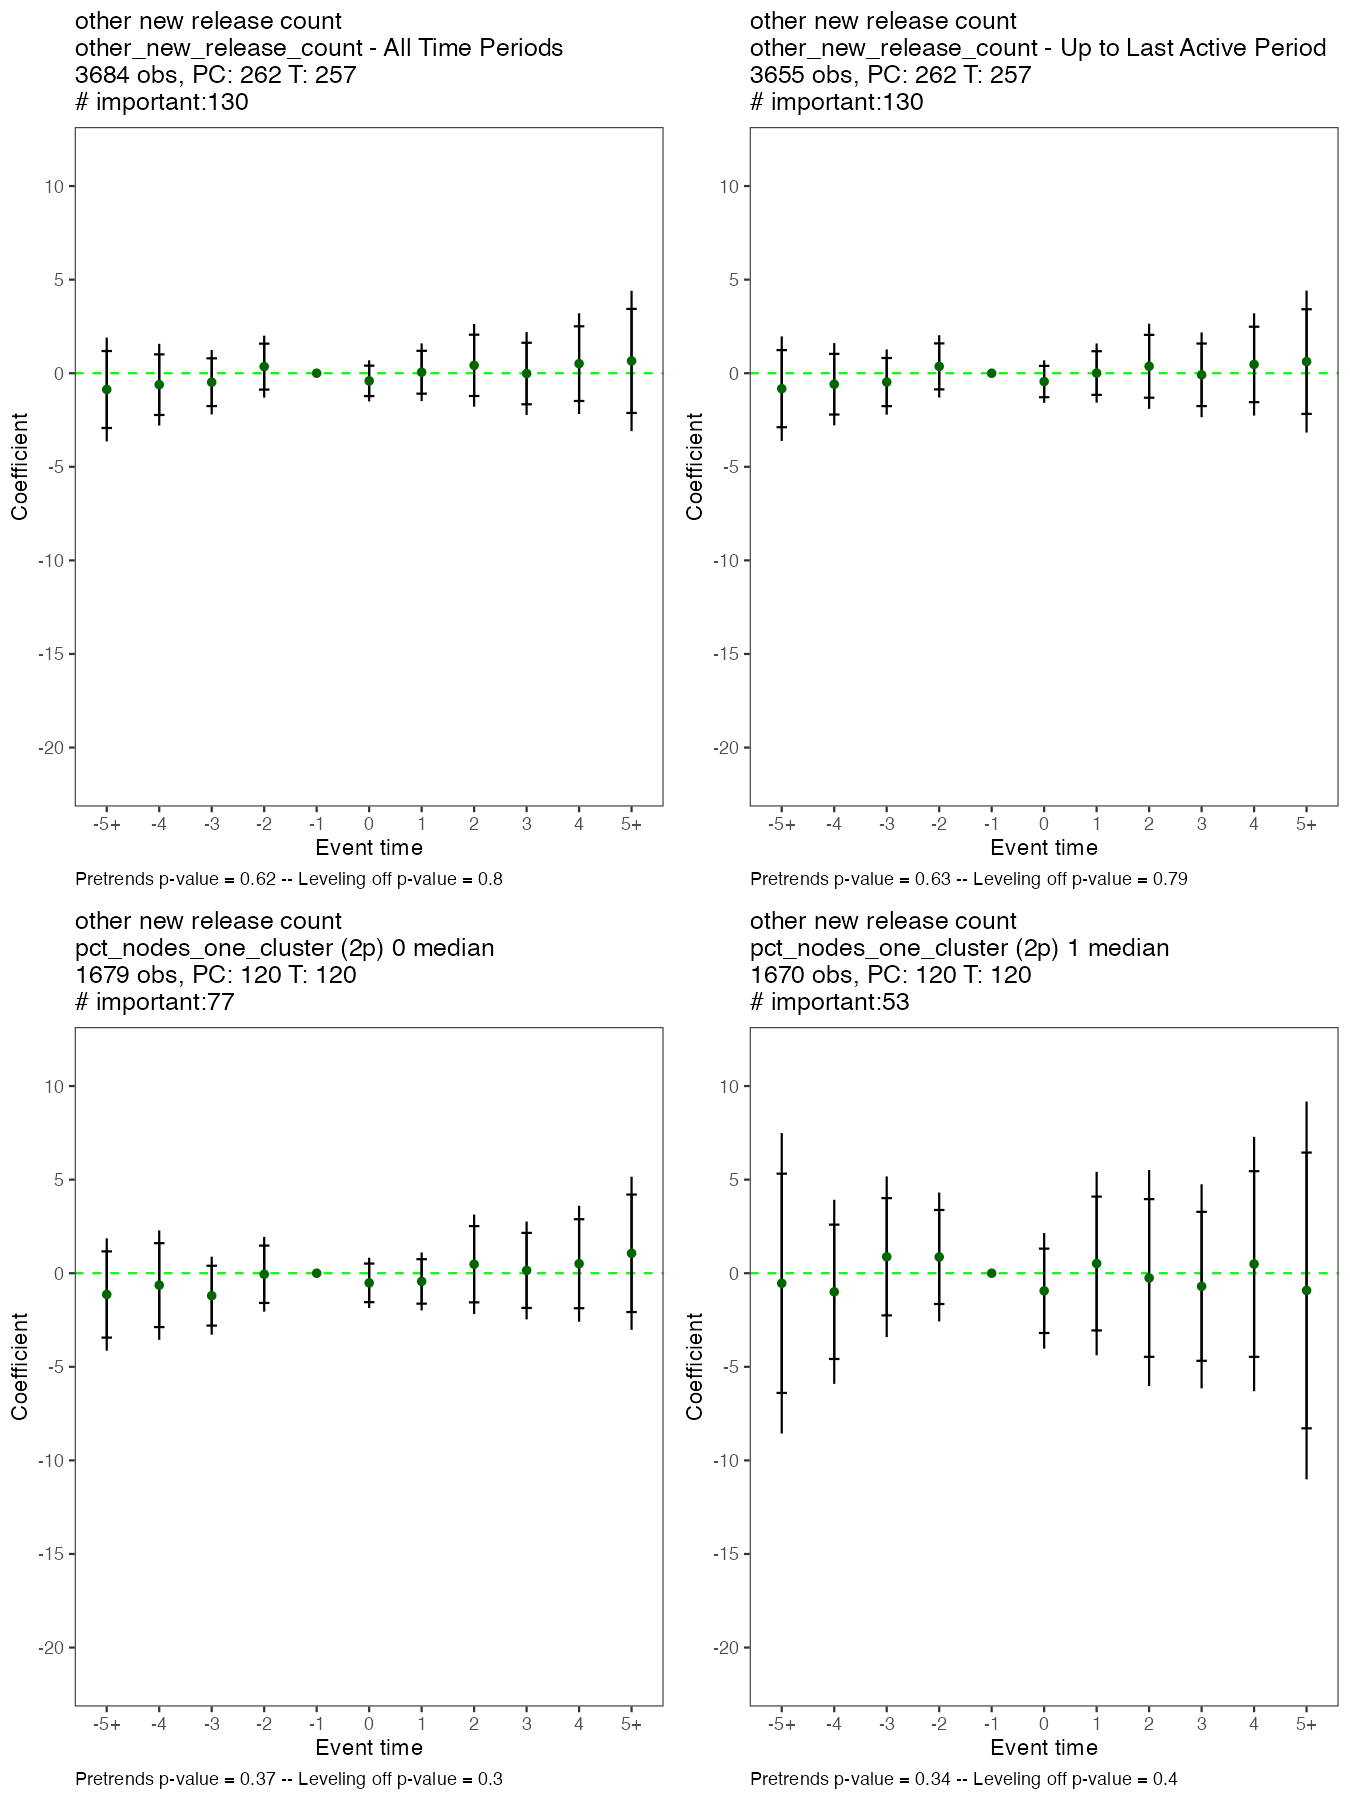 other new release count
other_new_release_count - All Time Periods
3684 obs, PC: 262 T: 257
# important:130
10
5
0
-5
-10
-15
-20
Coefficient
-5+ -4 -3 -2 -1 0 1 2 3 4 5+
Event time
Pretrends p-value = 0.62 -- Leveling off p-value = 0.8
other new release count
other_new_release_count - Up to Last Active Period
3655 obs, PC: 262 T: 257
# important:130
10
5
0
-5
-10
-15
-20
Coefficient
-5+ -4 -3 -2 -1 0 1 2 3 4 5+
Event time
Pretrends p-value = 0.63 -- Leveling off p-value = 0.79
other new release count
pct_nodes_one_cluster (2p) 0 median
1679 obs, PC: 120 T: 120
# important:77
10
5
0
-5
-10
-15
-20
Coefficient
-5+ -4 -3 -2 -1 0 1 2 3 4 5+
Event time
Pretrends p-value = 0.37 -- Leveling off p-value = 0.3
other new release count
pct_nodes_one_cluster (2p) 1 median
1670 obs, PC: 120 T: 120
# important:53
10
5
0
-5
-10
-15
-20
Coefficient
-5+ -4 -3 -2 -1 0 1 2 3 4 5+
Event time
Pretrends p-value = 0.34 -- Leveling off p-value = 0.4